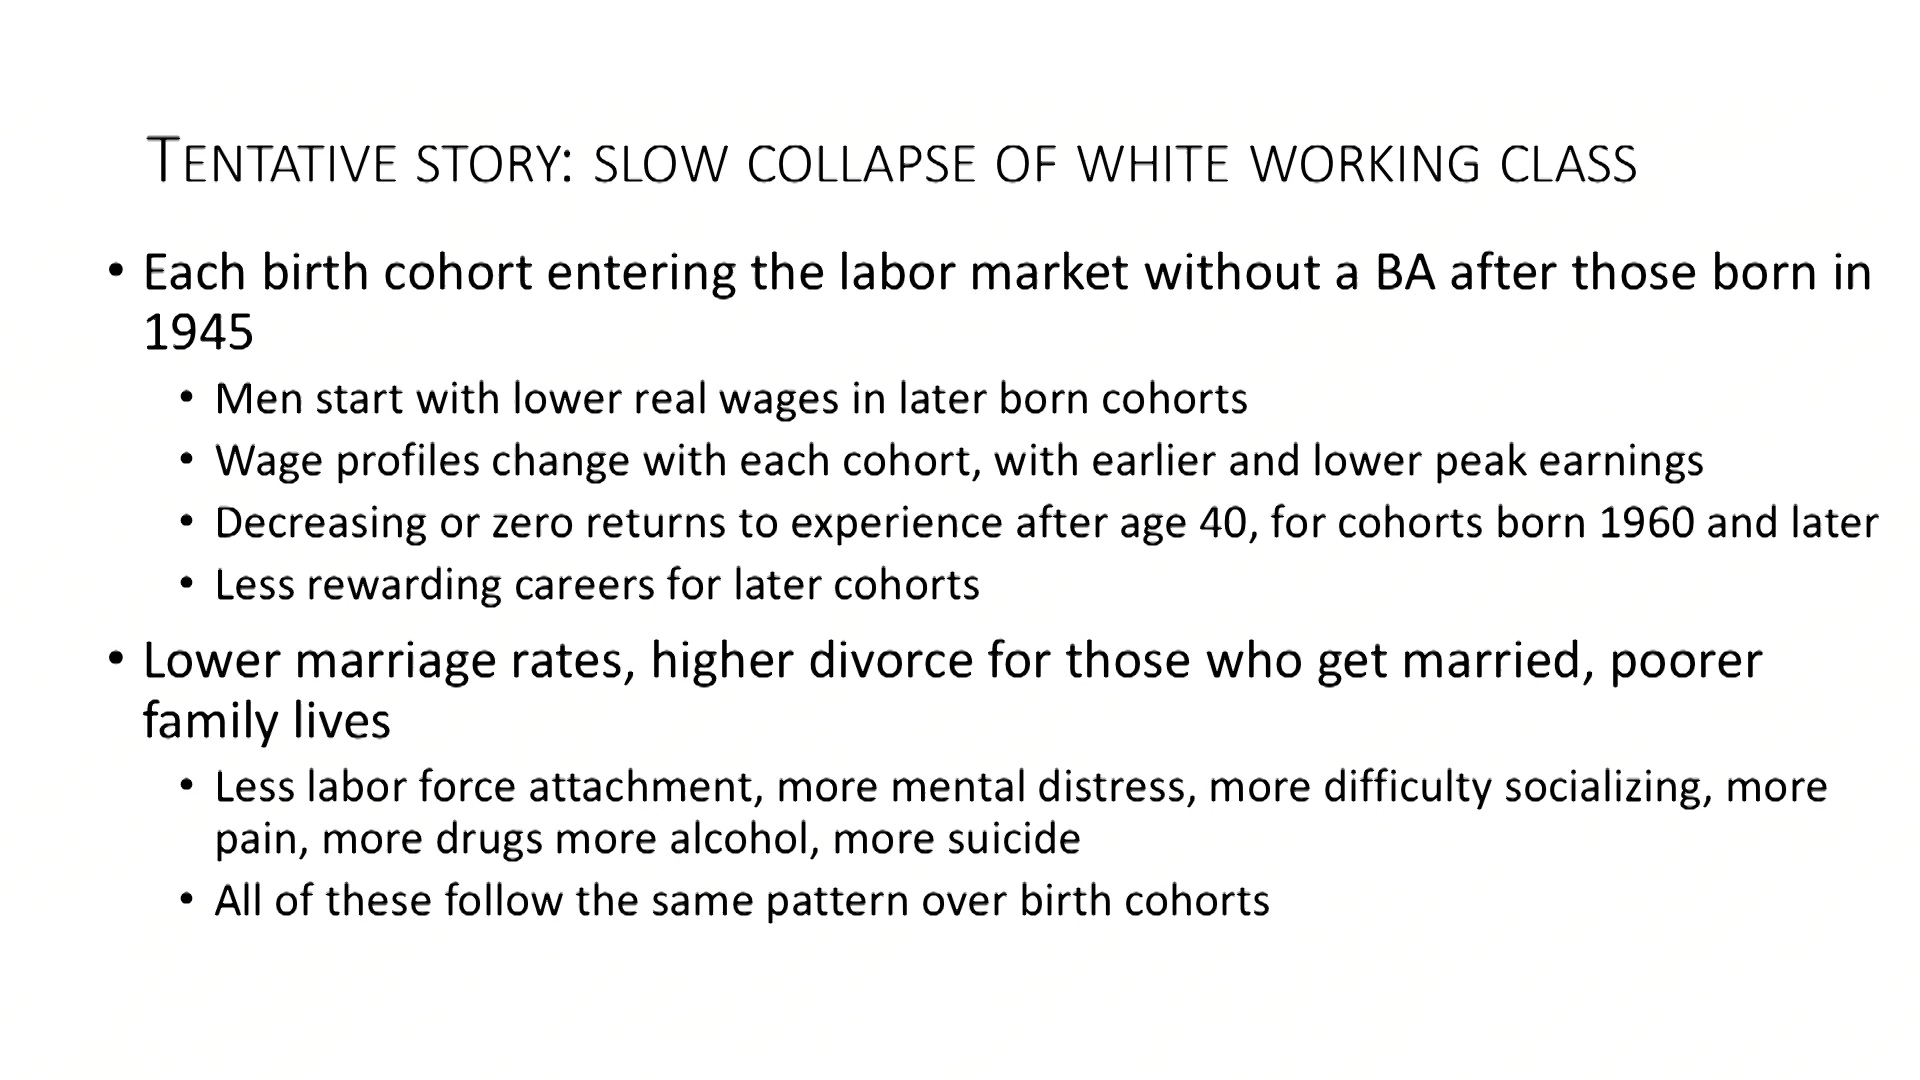 TENTATIVE STORY: SLOW COLLAPSE OF WHITE WORKING CLASS
• Each birth cohort entering the labor market without a BA after those born in
1945
• Men start with lower real wages in later born cohorts
• Wage profiles change with each cohort, with earlier and lower peak earnings
• Decreasing or zero returns to experience after age 40, for cohorts born 1960 and later
• Less rewarding careers for later cohorts
• Lower marriage rates, higher divorce for those who get married, poorer
family lives
• Less labor force attachment, more mental distress, more difficulty socializing, more
pain, more drugs more alcohol, more suicide
• All of these follow the same pattern over birth cohorts